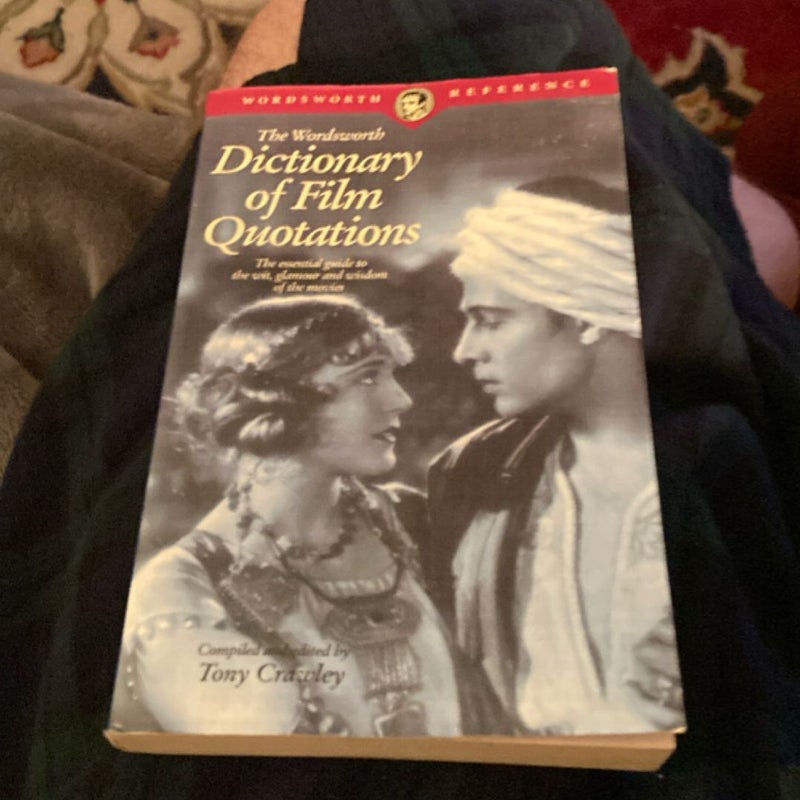 WORDSWORTH REFERENCE
The Wordsworth
Dictionary
of Film
Quotations
The essential guide to
the wit, glamour and wisdom
of the movies
Compiled and edited by
Tony Crawley